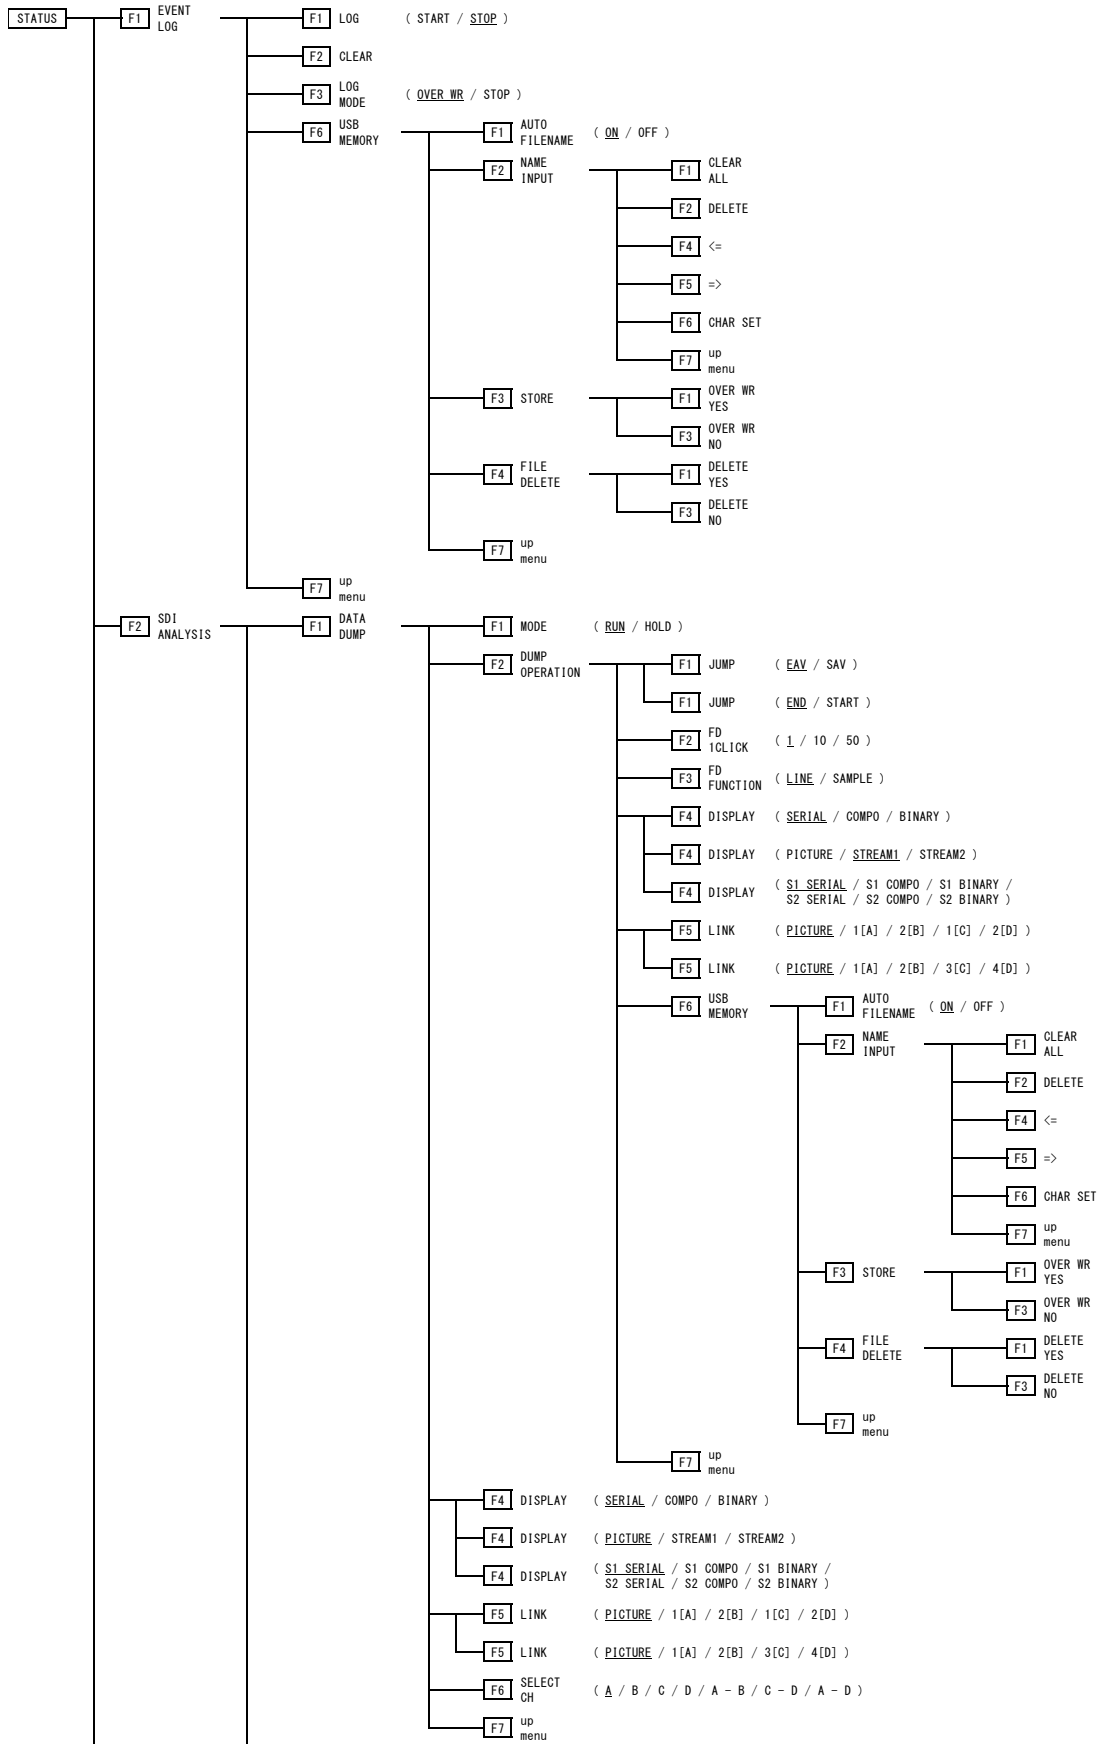 STATUS F1 EVENT LOG F1 LOG ( START / STOP )
F2 CLEAR
F3 LOG MODE ( OVER WR / STOP )
F6 USB MEMORY F1 AUTO FILENAME ( ON / OFF )
F2 NAME INPUT F1 CLEAR ALL
F2 DELETE
F4 <=
F5 =>
F6 CHAR SET
F7 up menu
F3 STORE F1 OVER WR YES
F3 OVER WR NO
F4 FILE DELETE F1 DELETE YES
F3 DELETE NO
F7 up menu
F7 up menu
F2 SDI ANALYSIS F1 DATA DUMP F1 MODE ( RUN / HOLD )
F2 DUMP OPERATION F1 JUMP ( EAV / SAV )
F1 JUMP ( END / START )
F2 FD 1CLICK ( 1 / 10 / 50 )
F3 FD FUNCTION ( LINE / SAMPLE )
F4 DISPLAY ( SERIAL / COMPO / BINARY )
F4 DISPLAY ( PICTURE / STREAM1 / STREAM2 )
F4 DISPLAY ( S1 SERIAL / S1 COMPO / S1 BINARY /
S2 SERIAL / S2 COMPO / S2 BINARY )
F5 LINK ( PICTURE / 1[A] / 2[B] / 1[C] / 2[D] )
F5 LINK ( PICTURE / 1[A] / 2[B] / 3[C] / 4[D] )
F6 USB MEMORY F1 AUTO FILENAME ( ON / OFF )
F2 NAME INPUT F1 CLEAR ALL
F2 DELETE
F4 <=
F5 =>
F6 CHAR SET
F7 up menu
F3 STORE F1 OVER WR YES
F3 OVER WR NO
F4 FILE DELETE F1 DELETE YES
F3 DELETE NO
F7 up menu
F7 up menu
F4 DISPLAY ( SERIAL / COMPO / BINARY )
F4 DISPLAY ( PICTURE / STREAM1 / STREAM2 )
F4 DISPLAY ( S1 SERIAL / S1 COMPO / S1 BINARY /
S2 SERIAL / S2 COMPO / S2 BINARY )
F5 LINK ( PICTURE / 1[A] / 2[B] / 1[C] / 2[D] )
F5 LINK ( PICTURE / 1[A] / 2[B] / 3[C] / 4[D] )
F6 SELECT CH ( A / B / C / D / A - B / C - D / A - D )
F7 up menu